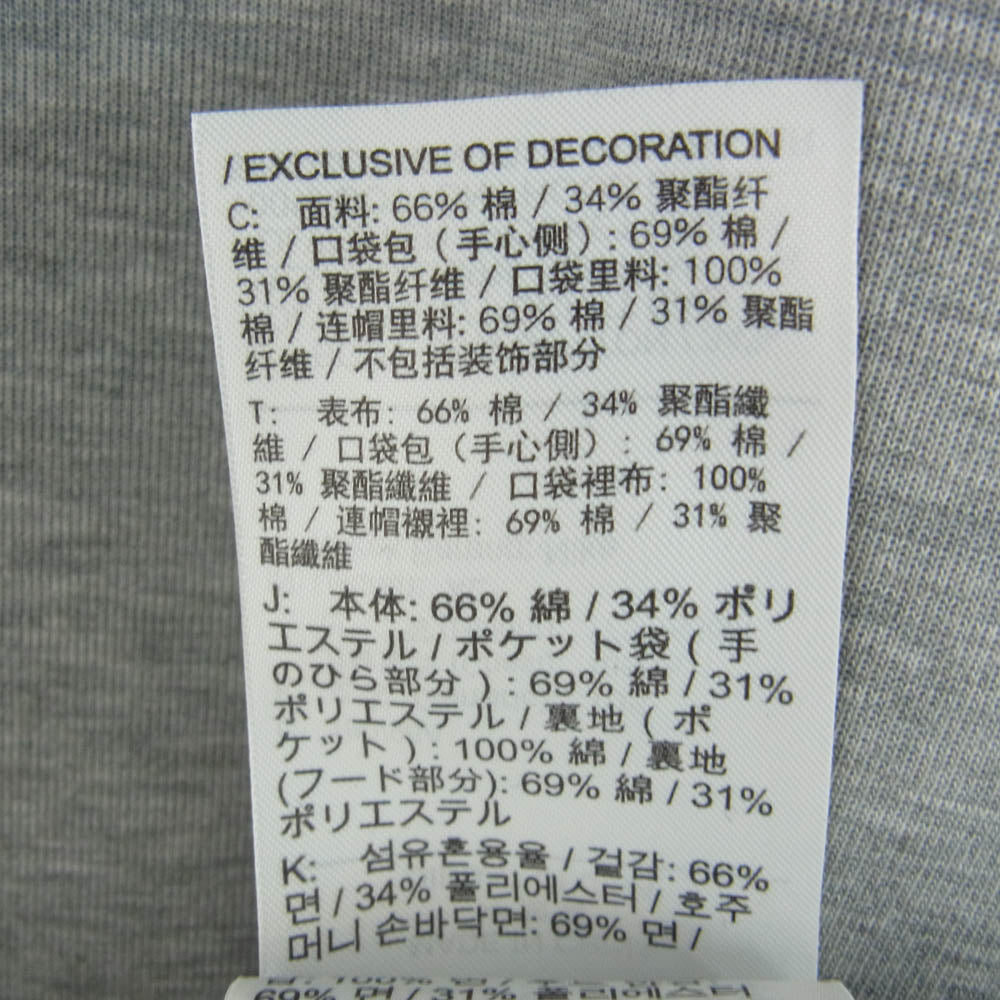 / EXCLUSIVE OF DECORATION
C: 面料: 66% 棉 / 34% 聚酯纤
维 / 口袋包（手心侧）: 69% 棉 /
31% 聚酯纤维 / 口袋里料: 100%
棉 / 连帽里料: 69% 棉 / 31% 聚酯
纤维 / 不包括装饰部分
T: 表布: 66% 棉 / 34% 聚酯纖
維 / 口袋包（手心側）: 69% 棉 /
31% 聚酯纖維 / 口袋裡布: 100%
棉 / 連帽襯裡: 69% 棉 / 31% 聚
酯纖維
J: 本体: 66% 綿 / 34% ポリ
エステル / ポケット袋 ( 手
のひら部分 ) : 69% 綿 / 31%
ポリエステル / 裏地 ( ポ
ケット ) : 100% 綿 / 裏地
(フード部分): 69% 綿 / 31%
ポリエステル
K: 섬유혼용율 / 겉감: 66%
면 / 34% 폴리에스터 / 호주
머니 손바닥면: 69% 면 /
69% 면 / 31% 폴리에스터